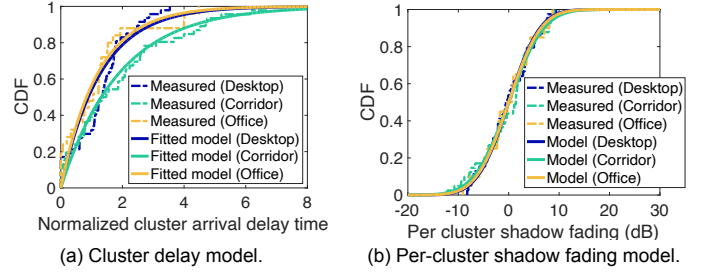 1
0.8
0.6
0.4
0.2
0
CDF
Measured (Desktop)
Measured (Corridor)
Measured (Office)
Fitted model (Desktop)
Fitted model (Corridor)
Fitted model (Office)
0 2 4 6 8
Normalized cluster arrival delay time
(a) Cluster delay model.
1
0.8
0.6
0.4
0.2
0
CDF
Measured (Desktop)
Measured (Corridor)
Measured (Office)
Model (Desktop)
Model (Corridor)
Model (Office)
-20 -10 0 10 20 30
Per cluster shadow fading (dB)
(b) Per-cluster shadow fading model.